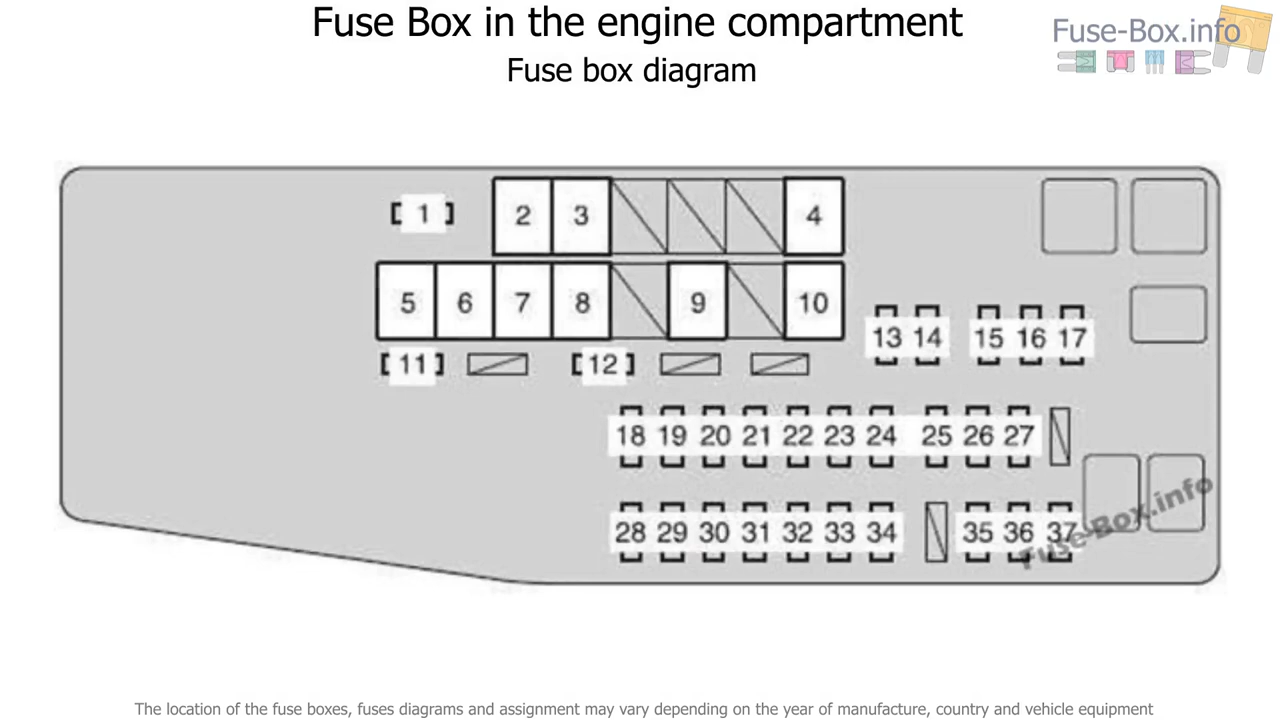 Fuse Box in the engine compartment
Fuse box diagram
Fuse-Box.info
1 2 3 4
5 6 7 8 9 10
11 12
13 14 15 16 17
18 19 20 21 22 23 24 25 26 27
28 29 30 31 32 33 34 35 36 37
Fuse-Box.info
The location of the fuse boxes, fuses diagrams and assignment may vary depending on the year of manufacture, country and vehicle equipment